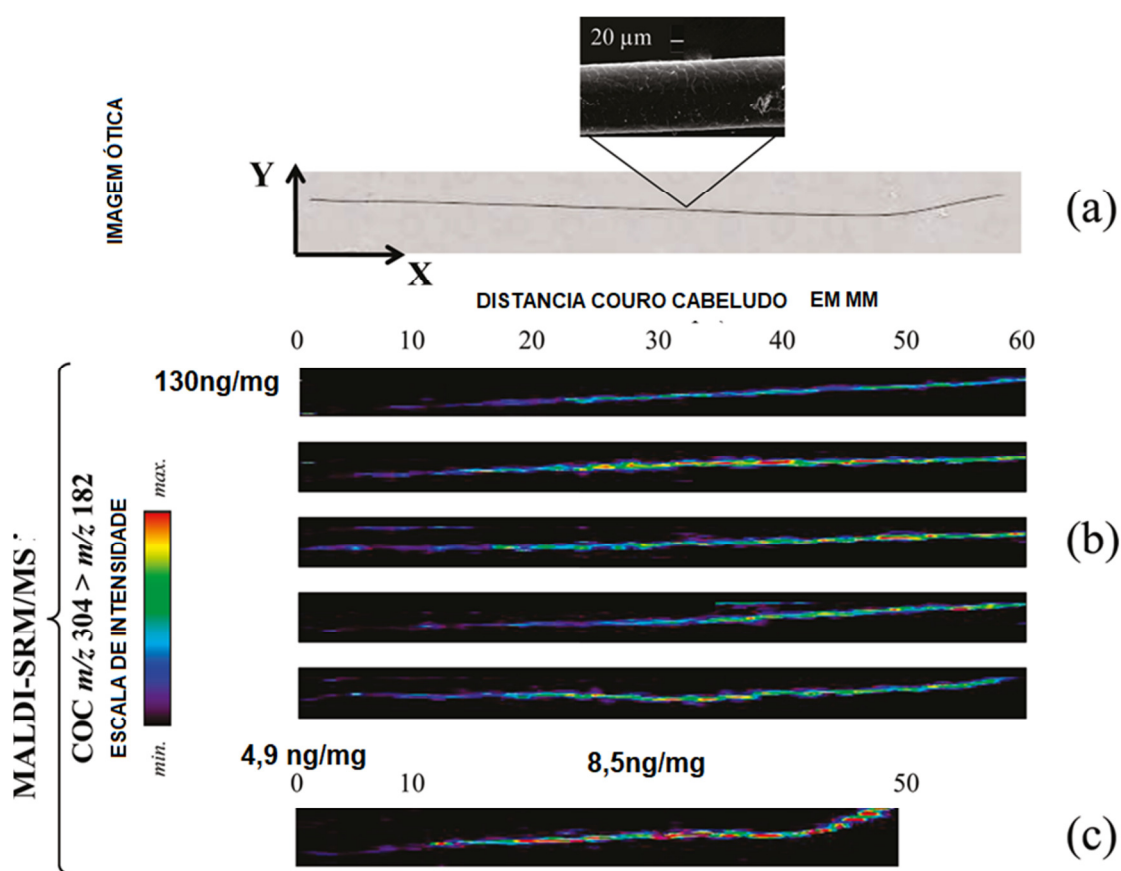 20 µm
IMAGEM ÓTICA
Y
X
(a)
DISTANCIA COURO CABELUDO EM MM
0 10 20 30 40 50 60
130ng/mg
MALDI-SRM/MS
COC m/z 304 > m/z 182
ESCALA DE INTENSIDADE
max.
min.
(b)
4,9 ng/mg 8,5ng/mg
0 10 50
(c)